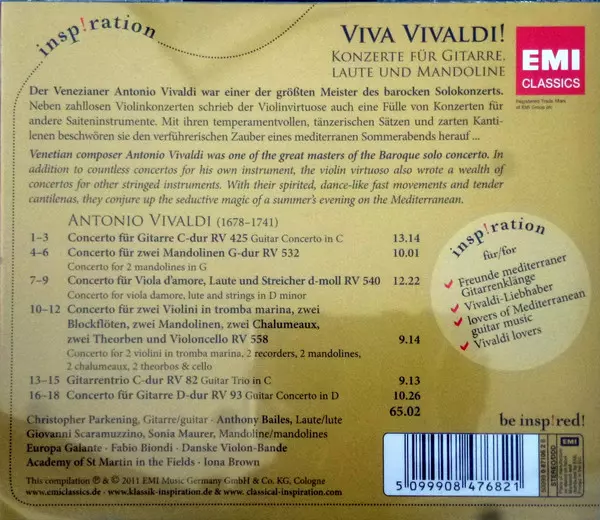 insp!ration
VIVA VIVALDI!
KONZERTE FÜR GITARRE,
LAUTE UND MANDOLINE
EMI
CLASSICS
Registered Trade Mark
of EMI Group plc
Der Venezianer Antonio Vivaldi war einer der größten Meister des barocken Solokonzerts.
Neben zahllosen Violinkonzerten schrieb der Violinvirtuose auch eine Fülle von Konzerten für
andere Saiteninstrumente. Mit ihren temperamentvollen, tänzerischen Sätzen und zarten Kanti-
lenen beschwören sie den verführerischen Zauber eines mediterranen Sommerabends herauf ...
Venetian composer Antonio Vivaldi was one of the great masters of the Baroque solo concerto. In
addition to countless concertos for his own instrument, the violin virtuoso also wrote a wealth of
concertos for other stringed instruments. With their spirited, dance-like fast movements and tender
cantilenas, they conjure up the seductive magic of a summer's evening on the Mediterranean.
ANTONIO VIVALDI (1678–1741)
1–3 Concerto für Gitarre C-dur RV 425 Guitar Concerto in C 13.14
4–6 Concerto für zwei Mandolinen G-dur RV 532 10.01
Concerto for 2 mandolines in G
7–9 Concerto für Viola d'amore, Laute und Streicher d-moll RV 540 12.22
Concerto for viola damore, lute and strings in D minor
10–12 Concerto für zwei Violini in tromba marina, zwei
Blockflöten, zwei Mandolinen, zwei Chalumeaux,
zwei Theorben und Violoncello RV 558 9.14
Concerto for 2 violini in tromba marina, 2 recorders, 2 mandolines,
2 chalumeaux, 2 theorbos & cello
13–15 Gitarrentrio C-dur RV 82 Guitar Trio in C 9.13
16–18 Concerto für Gitarre D-dur RV 93 Guitar Concerto in D 10.26
65.02
insp!ration
für/for
Freunde mediterraner
Gitarrenklänge
Vivaldi-Liebhaber
lovers of Mediterranean
guitar music
Vivaldi lovers
Christopher Parkening, Gitarre/guitar · Anthony Bailes, Laute/lute
Giovanni Scaramuzzino, Sonia Maurer, Mandoline/mandolines
Europa Galante · Fabio Biondi · Danske Violon-Bande
Academy of St Martin in the Fields · Iona Brown
be insp!red!
This compilation ℗ & © 2011 EMI Music Germany GmbH & Co. KG, Cologne
www.emiclassics.de · www.klassik-inspiration.de & www.classical-inspiration.com
5 099908 476821
EMI
STEREO/DDD